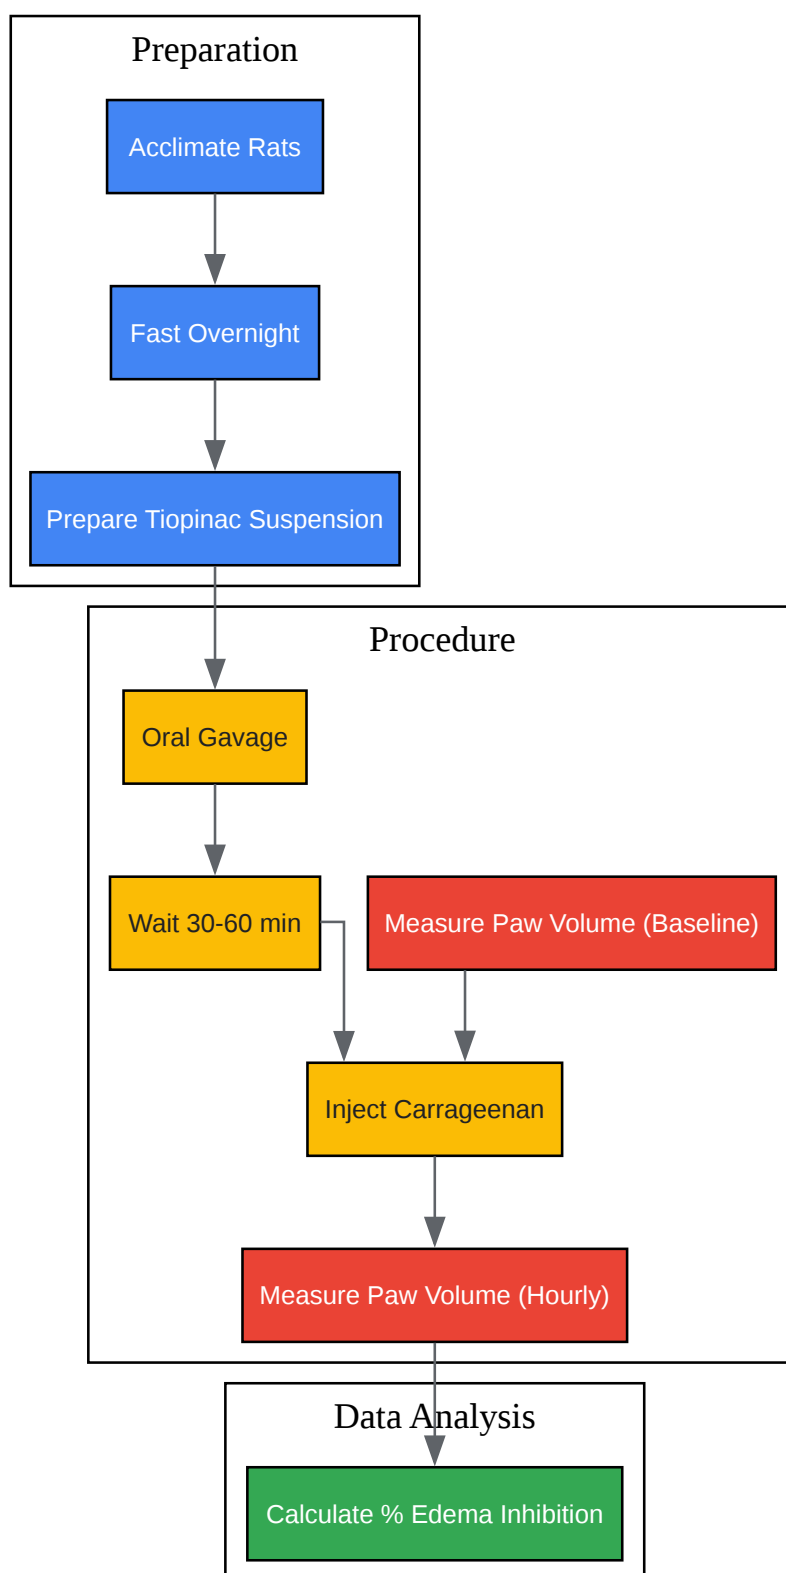 Preparation
Acclimate Rats
Fast Overnight
Prepare Tiopinac Suspension
Procedure
Oral Gavage
Wait 30-60 min
Measure Paw Volume (Baseline)
Inject Carrageenan
Measure Paw Volume (Hourly)
Data Analysis
Calculate % Edema Inhibition